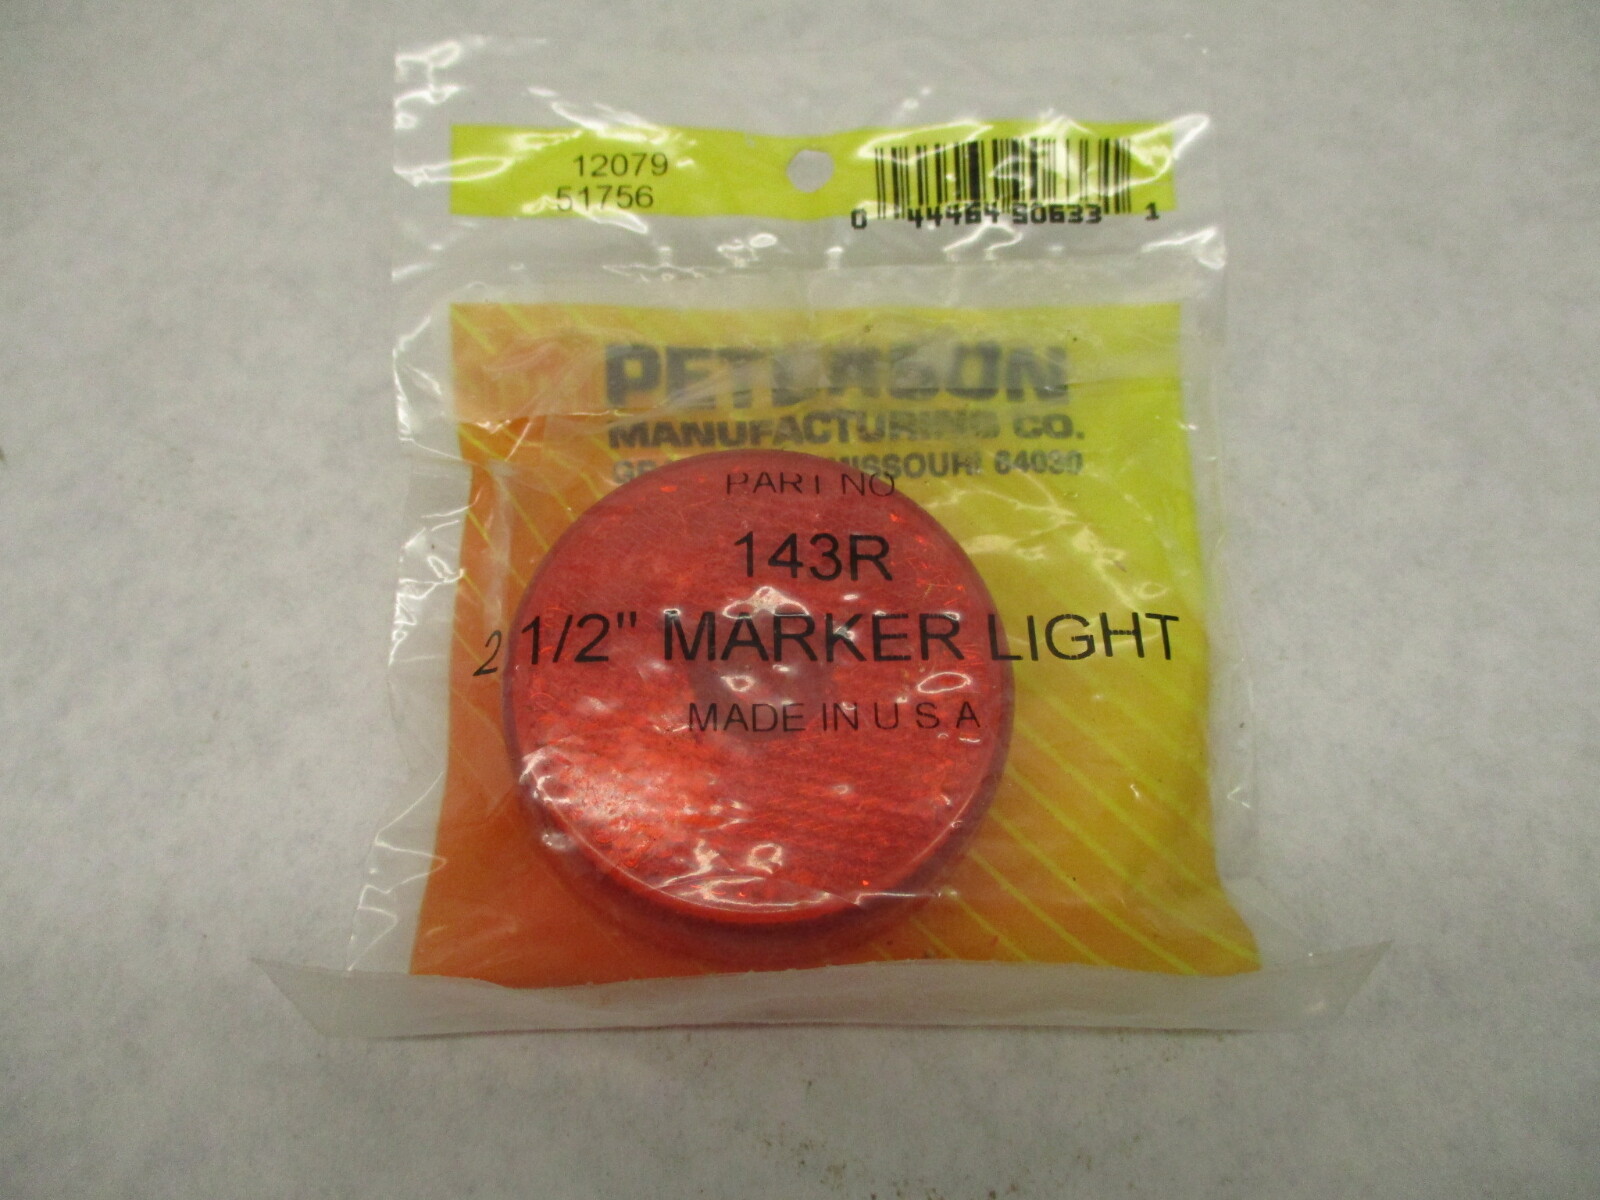 12079
51756
0 44464 50633 1
PETERSON
MANUFACTURING CO.
MISSOURI 64030
PART NO
143R
2 1/2" MARKER LIGHT
MADE IN U S A